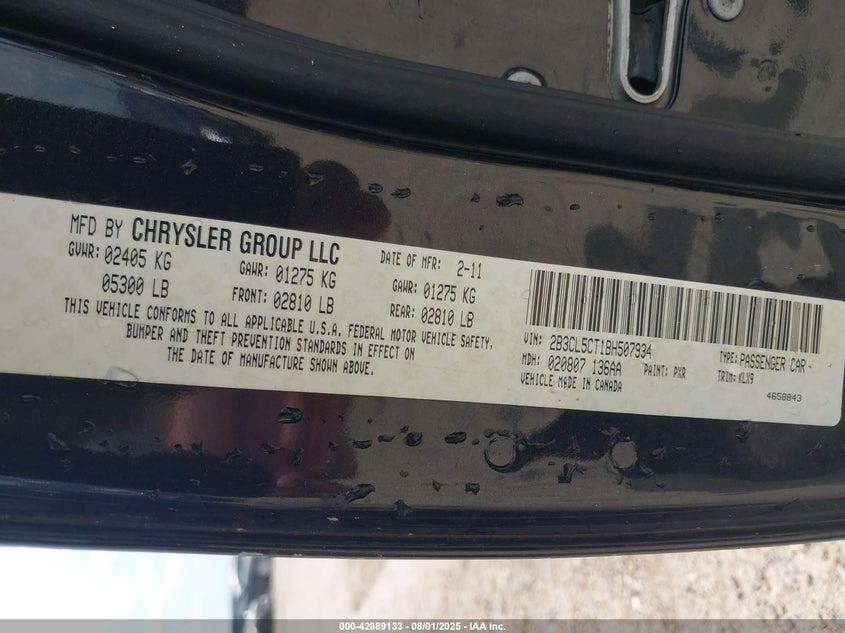 MFD BY CHRYSLER GROUP LLC
DATE OF MFR: 2-11
GVWR: 02405 KG
GAWR: 01275 KG
GAWR: 01275 KG
05300 LB
FRONT: 02810 LB
REAR: 02810 LB
THIS VEHICLE CONFORMS TO ALL APPLICABLE U.S.A. FEDERAL MOTOR VEHICLE SAFETY,
BUMPER AND THEFT PREVENTION STANDARDS IN EFFECT ON
THE DATE OF MANUFACTURE SHOWN ABOVE.
VIN: 2B3CL5CT1BH507934
TYPE: PASSENGER CAR
MDH: 020807 136AA
PAINT: PXR
TRIM: KLX9
VEHICLE MADE IN CANADA
4658843
000-42889133 - 08/01/2025 - IAA Inc.